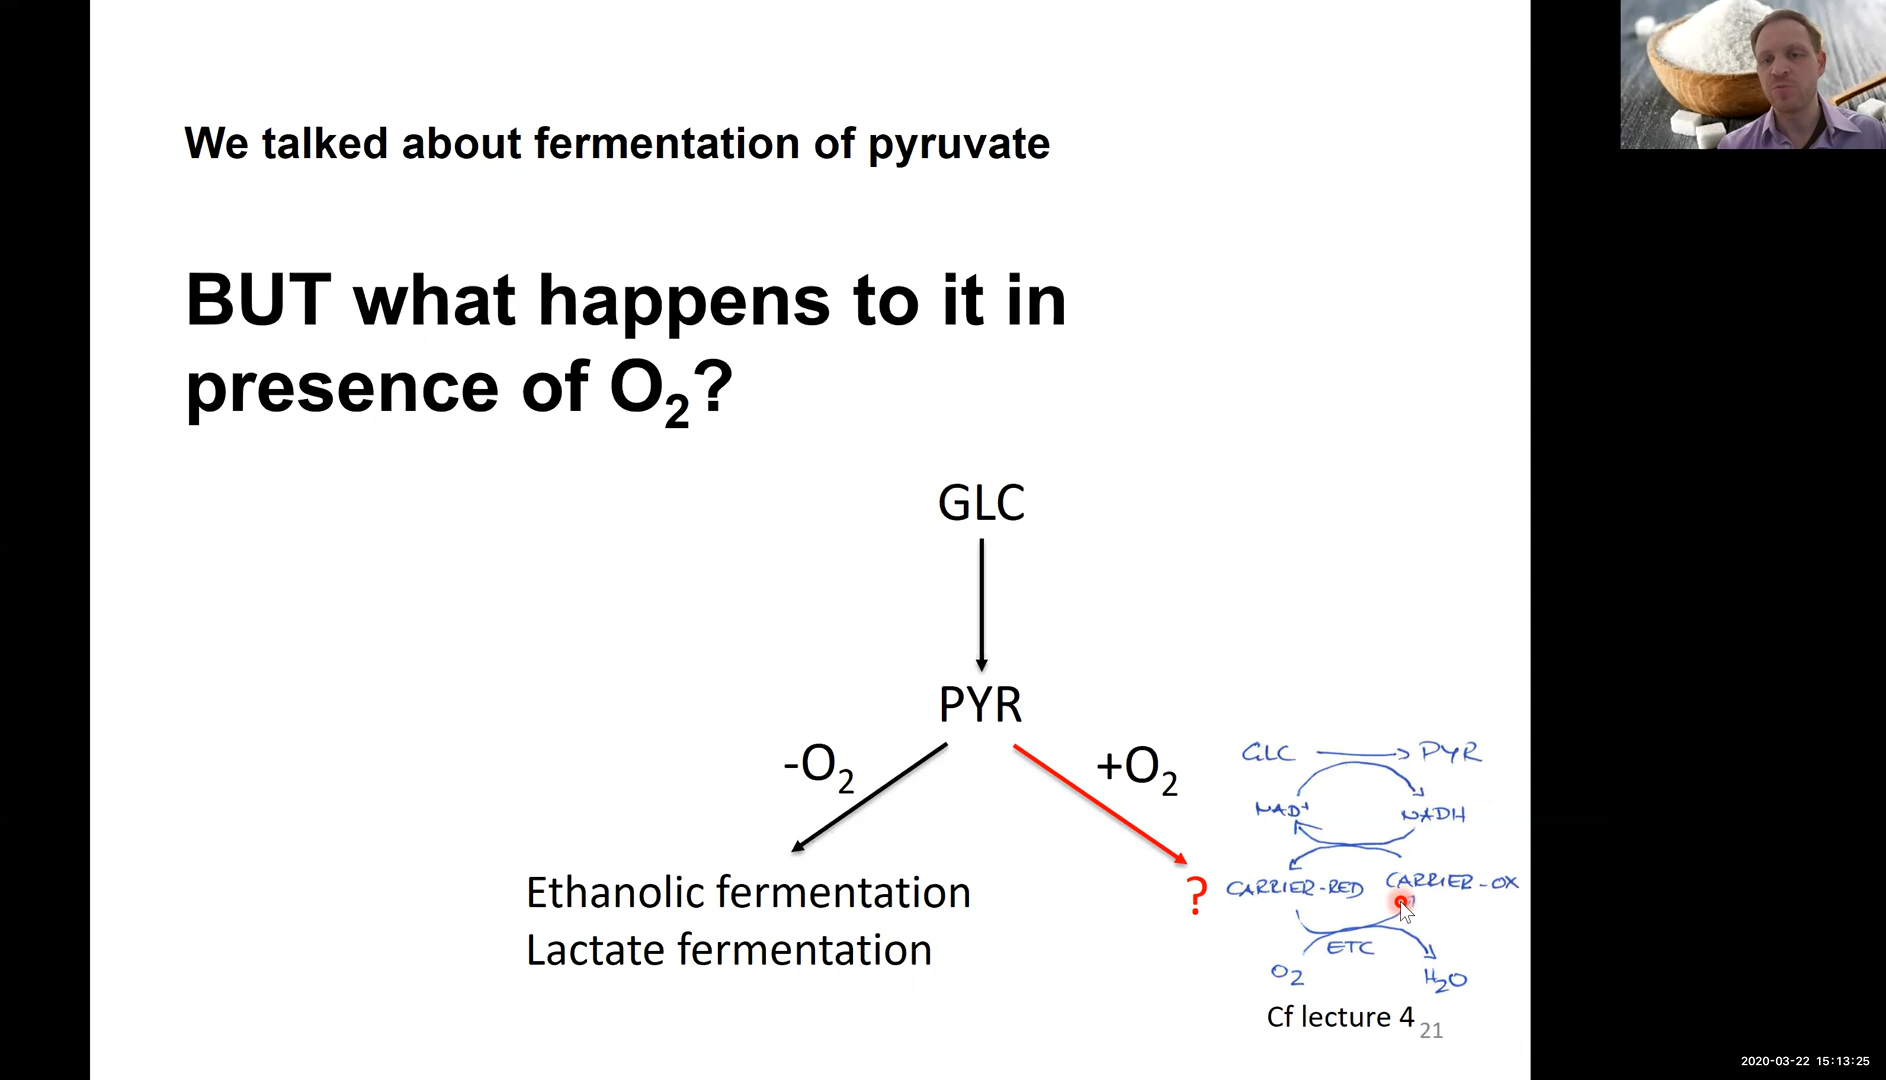 We talked about fermentation of pyruvate
BUT what happens to it in
presence of O₂?
GLC
PYR
-O₂
+O₂
Ethanolic fermentation
Lactate fermentation
?
GLC PYR
NAD⁺ NADH
CARRIER-RED CARRIER-OX
ETC
O₂ H₂O
Cf lecture 4
21
2020-03-22 15:13:25